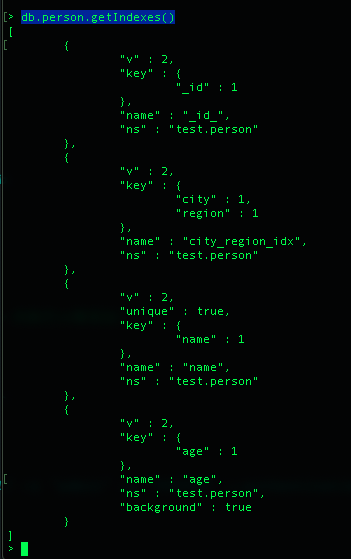 [> db.person.getIndexes()
[
[ {
"v" : 2,
"key" : {
"_id" : 1
},
"name" : "_id_",
"ns" : "test.person"
},
{
"v" : 2,
"key" : {
"city" : 1,
"region" : 1
},
"name" : "city_region_idx",
"ns" : "test.person"
},
{
"v" : 2,
"unique" : true,
"key" : {
"name" : 1
},
"name" : "name",
"ns" : "test.person"
},
{
"v" : 2,
"key" : {
"age" : 1
},
[ "name" : "age",
"ns" : "test.person",
"background" : true
}
]
>